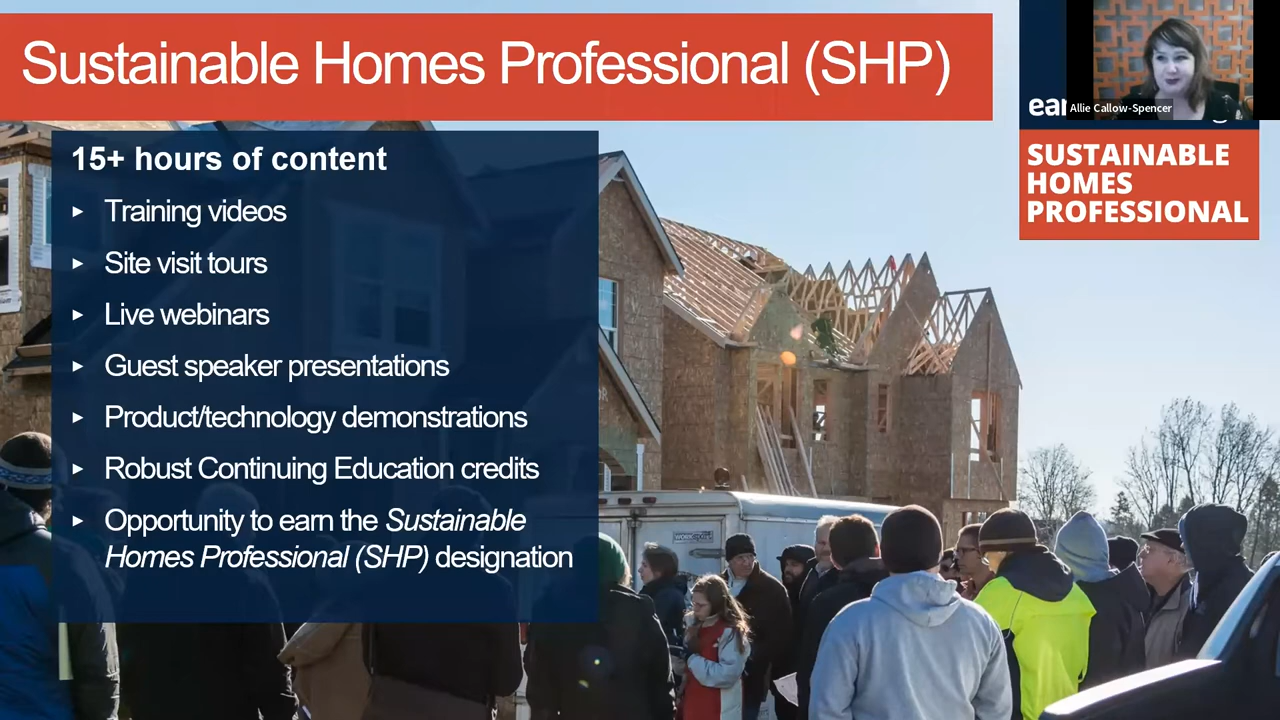 Sustainable Homes Professional (SHP)
Allie Callow-Spencer
SUSTAINABLE
HOMES
PROFESSIONAL
15+ hours of content
▸ Training videos
▸ Site visit tours
▸ Live webinars
▸ Guest speaker presentations
▸ Product/technology demonstrations
▸ Robust Continuing Education credits
▸ Opportunity to earn the Sustainable
Homes Professional (SHP) designation